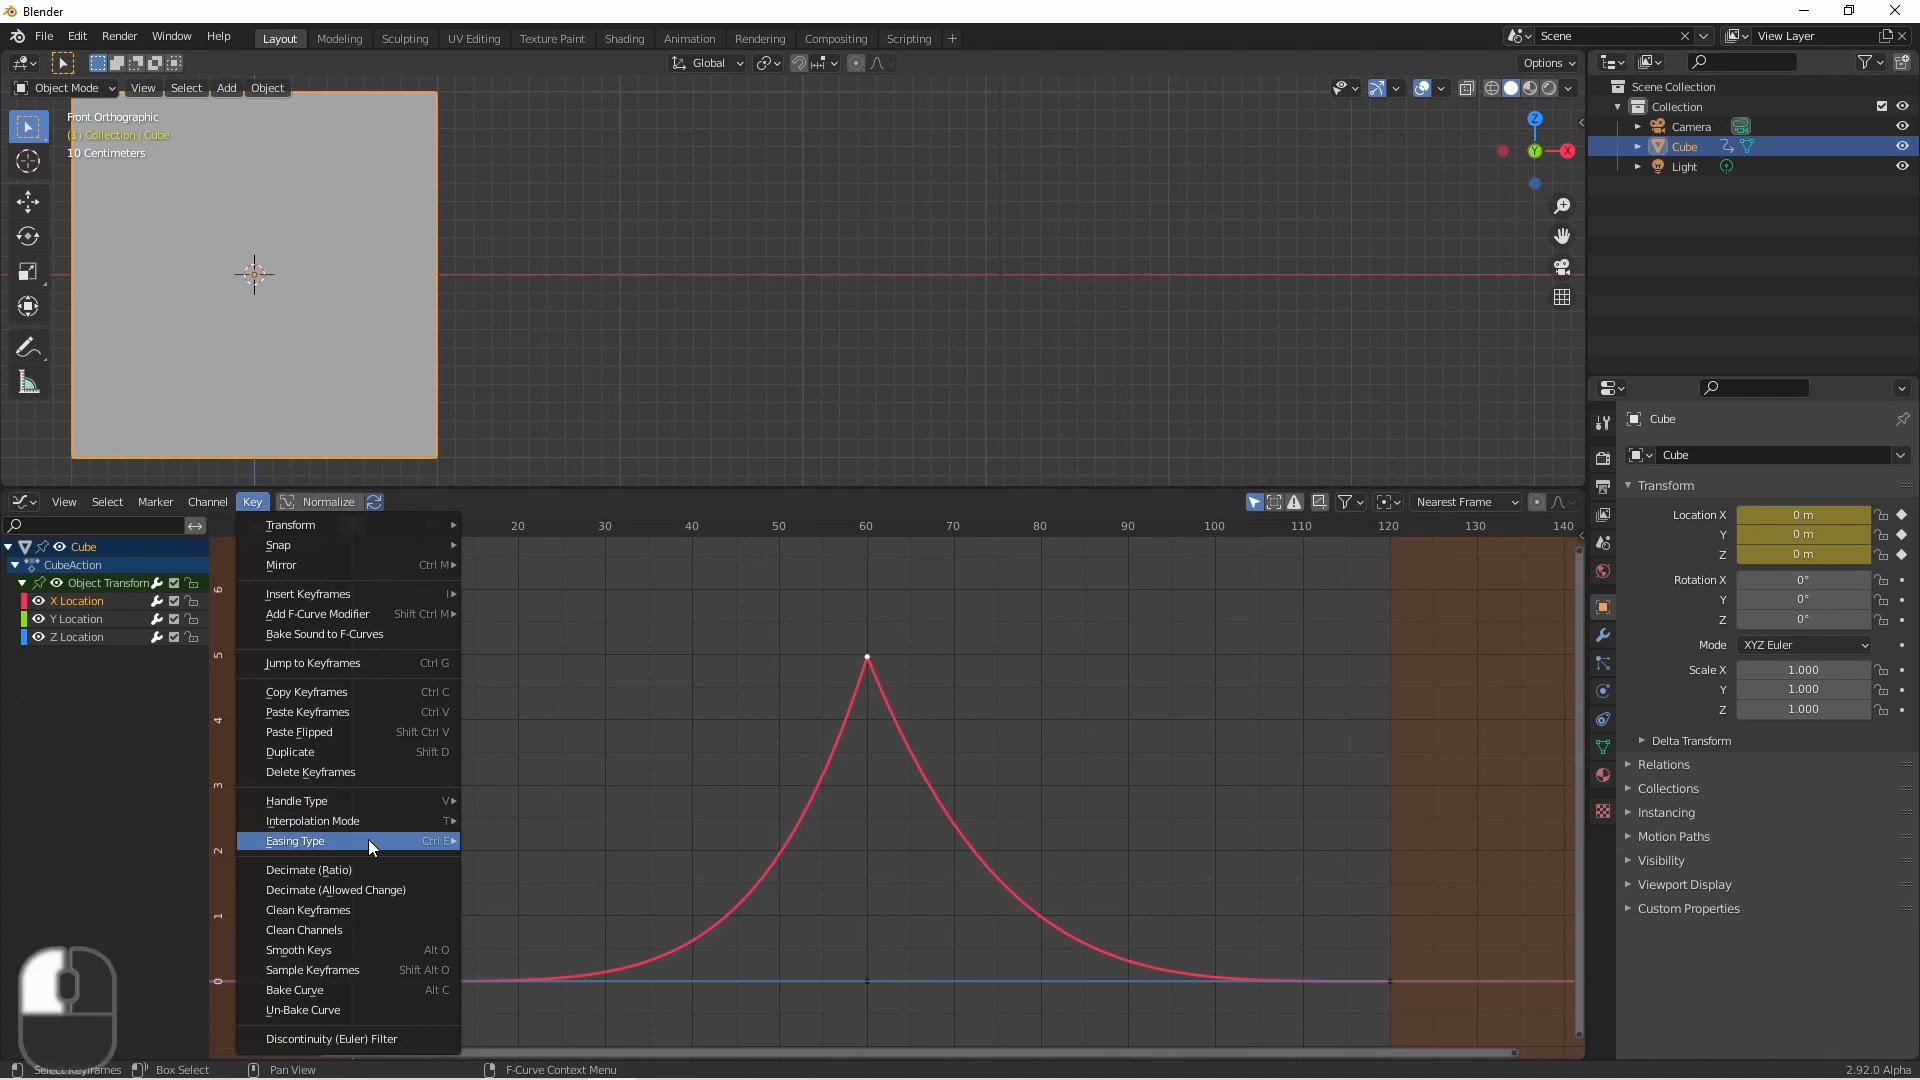 Blender
File Edit Render Window Help
Layout Modeling Sculpting UV Editing Texture Paint Shading Animation Rendering Compositing Scripting +
Scene
View Layer
Global
Options
Object Mode View Select Add Object
Front Orthographic
(1) Collection | Cube
10 Centimeters
Z
Y
X
Scene Collection
Collection
Camera
Cube
Light
Cube
Cube
Transform
Location X 0 m
Y 0 m
Z 0 m
Rotation X 0°
Y 0°
Z 0°
Mode XYZ Euler
Scale X 1.000
Y 1.000
Z 1.000
Delta Transform
Relations
Collections
Instancing
Motion Paths
Visibility
Viewport Display
Custom Properties
View Select Marker Channel Key Normalize
Nearest Frame
Cube
CubeAction
Object Transform
X Location
Y Location
Z Location
Transform
Snap
Mirror Ctrl M
Insert Keyframes I
Add F-Curve Modifier Shift Ctrl M
Bake Sound to F-Curves
Jump to Keyframes Ctrl G
Copy Keyframes Ctrl C
Paste Keyframes Ctrl V
Paste Flipped Shift Ctrl V
Duplicate Shift D
Delete Keyframes
Handle Type V
Interpolation Mode T
Easing Type Ctrl E
Decimate (Ratio)
Decimate (Allowed Change)
Clean Keyframes
Clean Channels
Smooth Keys Alt O
Sample Keyframes Shift Alt O
Bake Curve Alt C
Un-Bake Curve
Discontinuity (Euler) Filter
20 30 40 50 60 70 80 90 100 110 120 130 140
6
5
4
3
2
1
0
Select Keyframes Box Select Pan View F-Curve Context Menu
2.92.0 Alpha